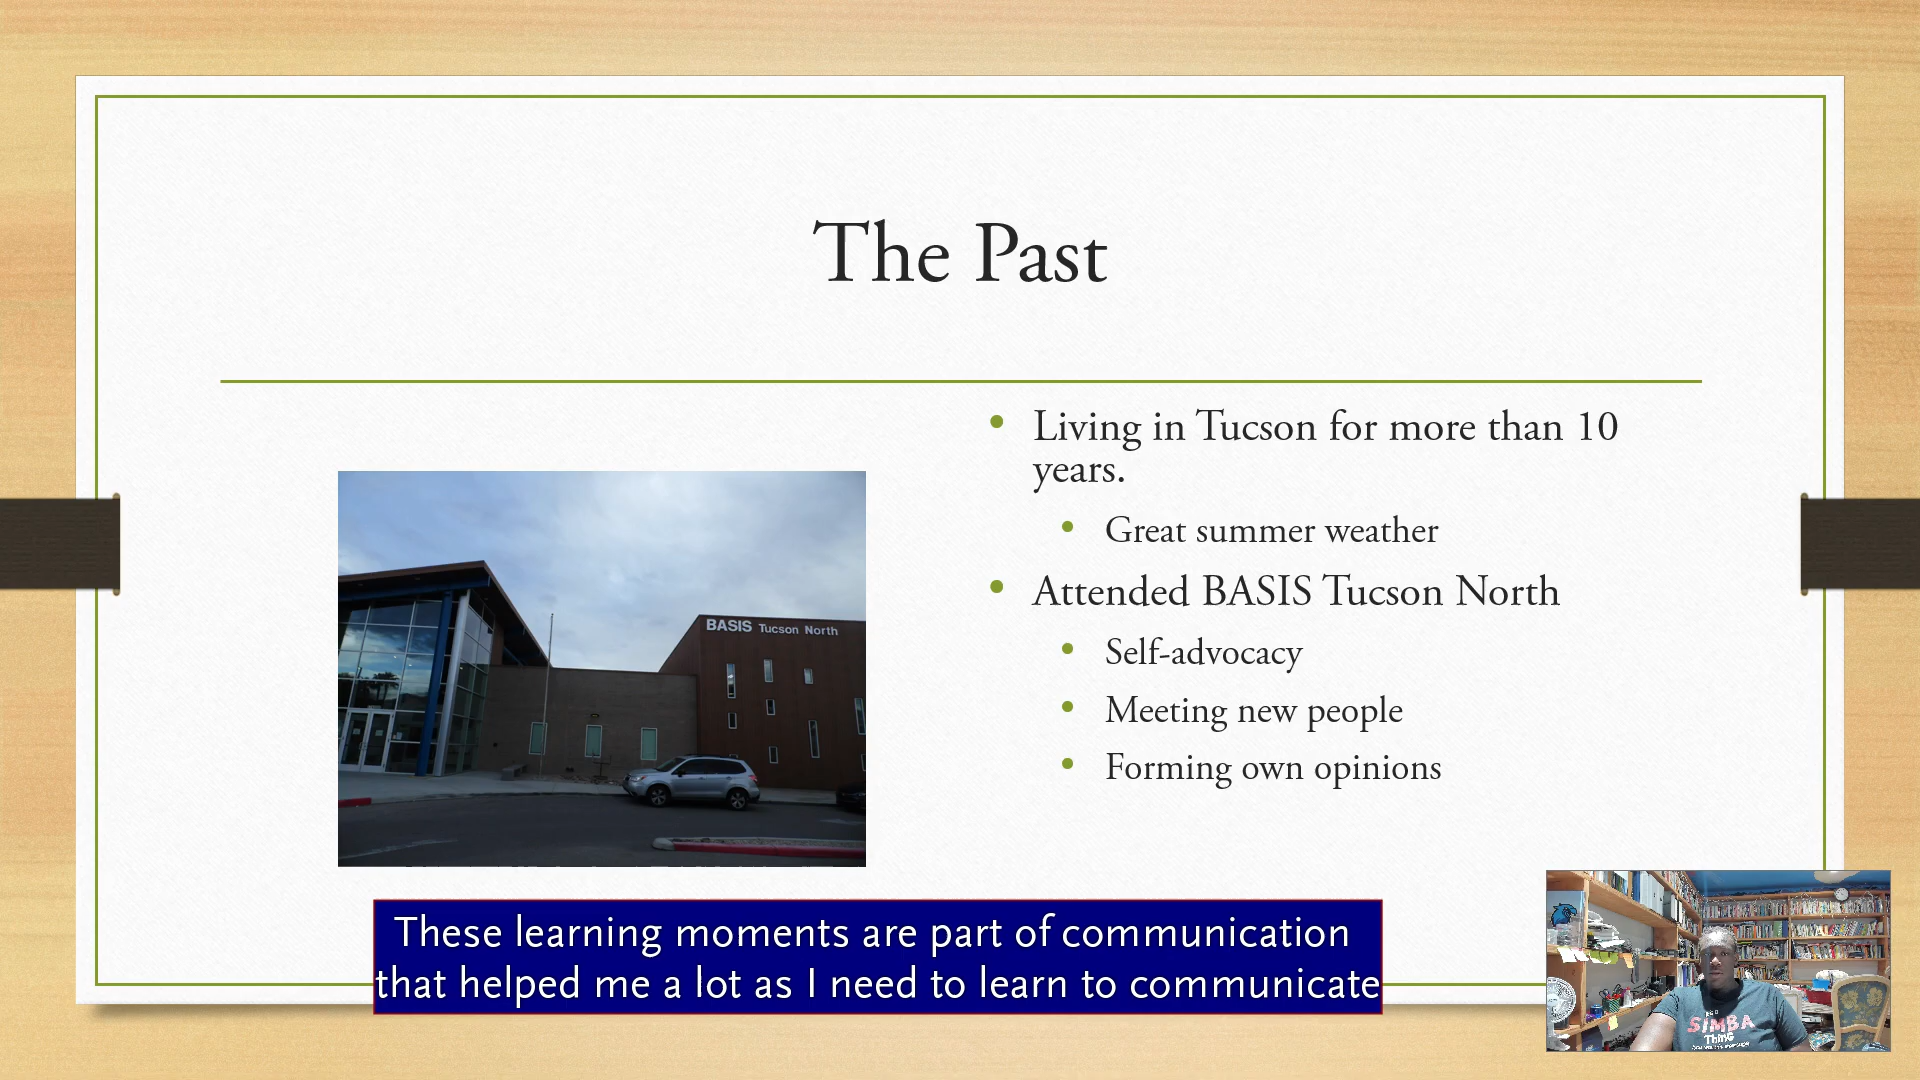 The Past
Living in Tucson for more than 10
years.
Great summer weather
Attended BASIS Tucson North
Self-advocacy
Meeting new people
Forming own opinions
BASIS Tucson North
These learning moments are part of communication
that helped me a lot as I need to learn to communicate
SIMBA
Thing